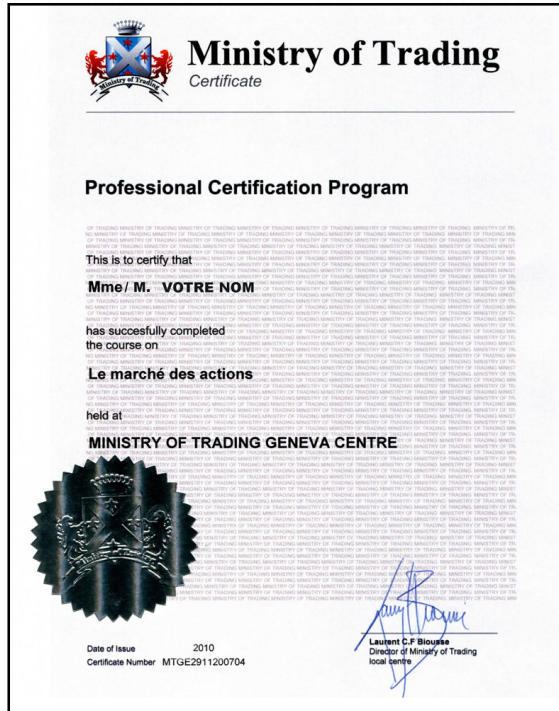 Ministry of Trading
Ministry of Trading
Certificate
Professional Certification Program
This is to certify that
Mme/ M. VOTRE NOM
has succesfully completed
the course on
Le marché des actions
held at
MINISTRY OF TRADING GENEVA CENTRE
Laurent C.F Biousse
Director of Ministry of Trading
local centre
Date of Issue 2010
Certificate Number MTGE2911200704